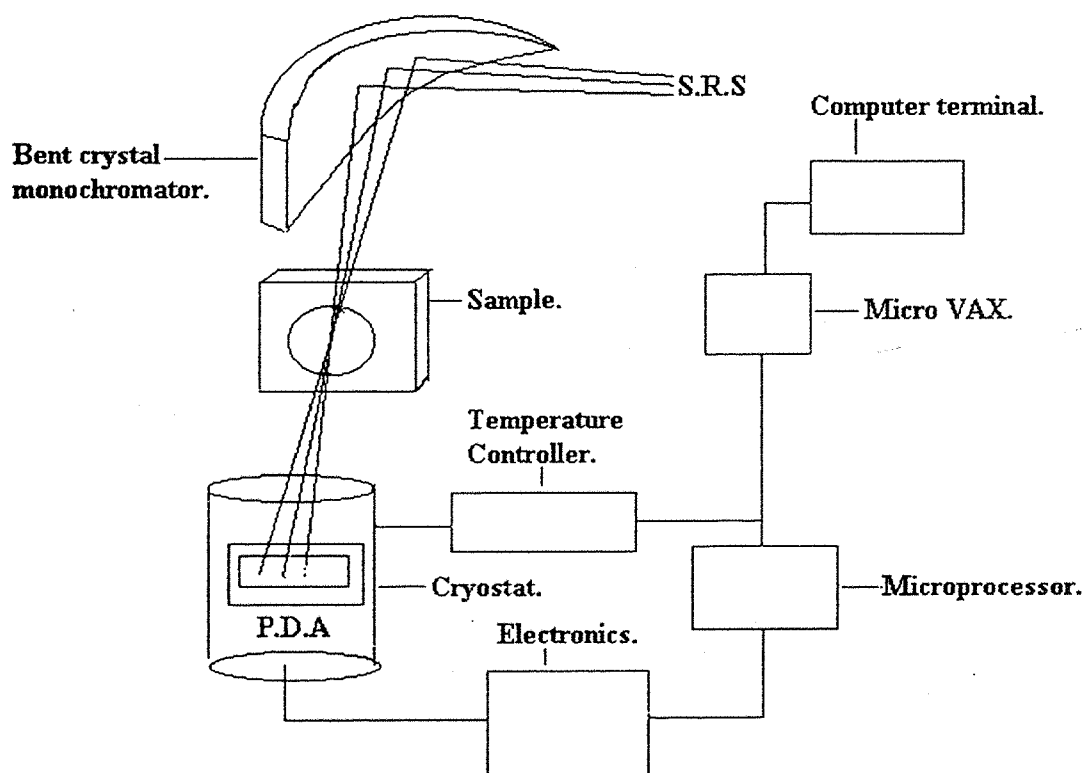 S.R.S
Computer terminal.
Bent crystal
monochromator.
Sample.
Micro VAX.
Temperature
Controller.
Cryostat.
Microprocessor.
P.D.A
Electronics.